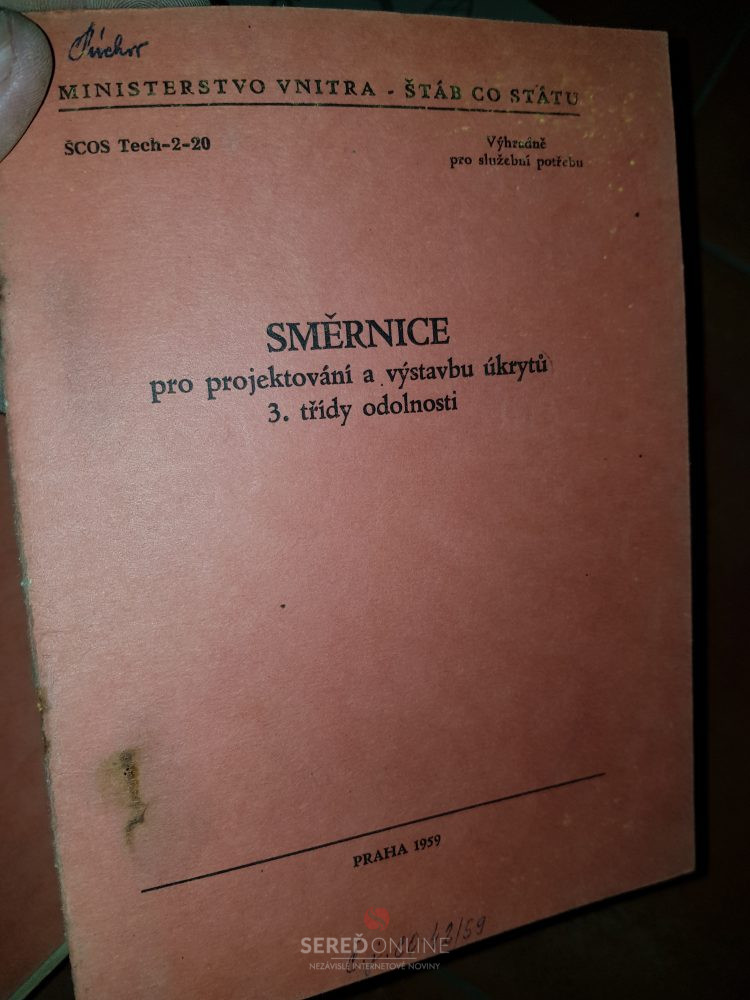 Púchov
MINISTERSTVO VNITRA - ŠTÁB CO STÁTU
ŠCOS Tech-2-20
Výhradně
pro služební potřebu
SMĚRNICE
pro projektování a výstavbu úkrytů
3. třídy odolnosti
PRAHA 1959
SEREĎONLINE
NEZÁVISLÉ INTERNETOVÉ NOVINY